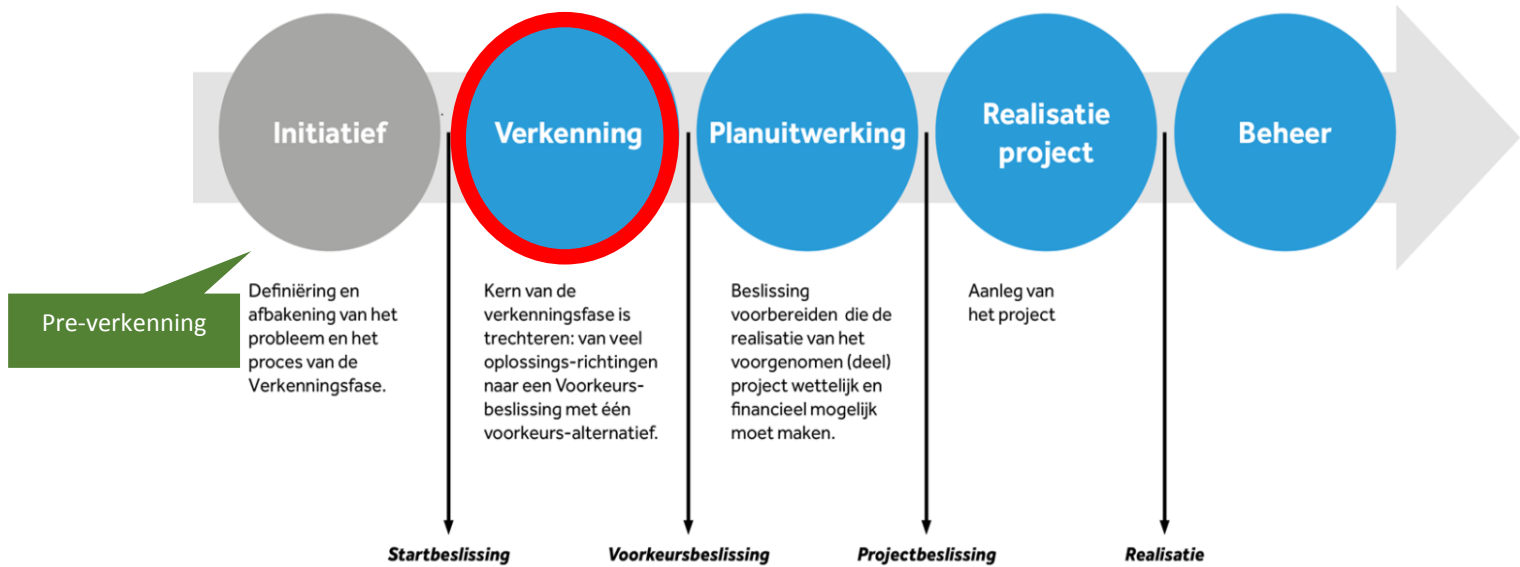 Initiatief
Verkenning
Planuitwerking
Realisatie
project
Beheer
Pre-verkenning
Definiëring en
afbakening van het
probleem en het
proces van de
Verkenningsfase.
Kern van de
verkenningsfase is
trechteren: van veel
oplossings-richtingen
naar een Voorkeurs-
beslissing met één
voorkeurs-alternatief.
Beslissing
voorbereiden die de
realisatie van het
voorgenomen (deel)
project wettelijk en
financieel mogelijk
moet maken.
Aanleg van
het project
Startbeslissing
Voorkeursbeslissing
Projectbeslissing
Realisatie